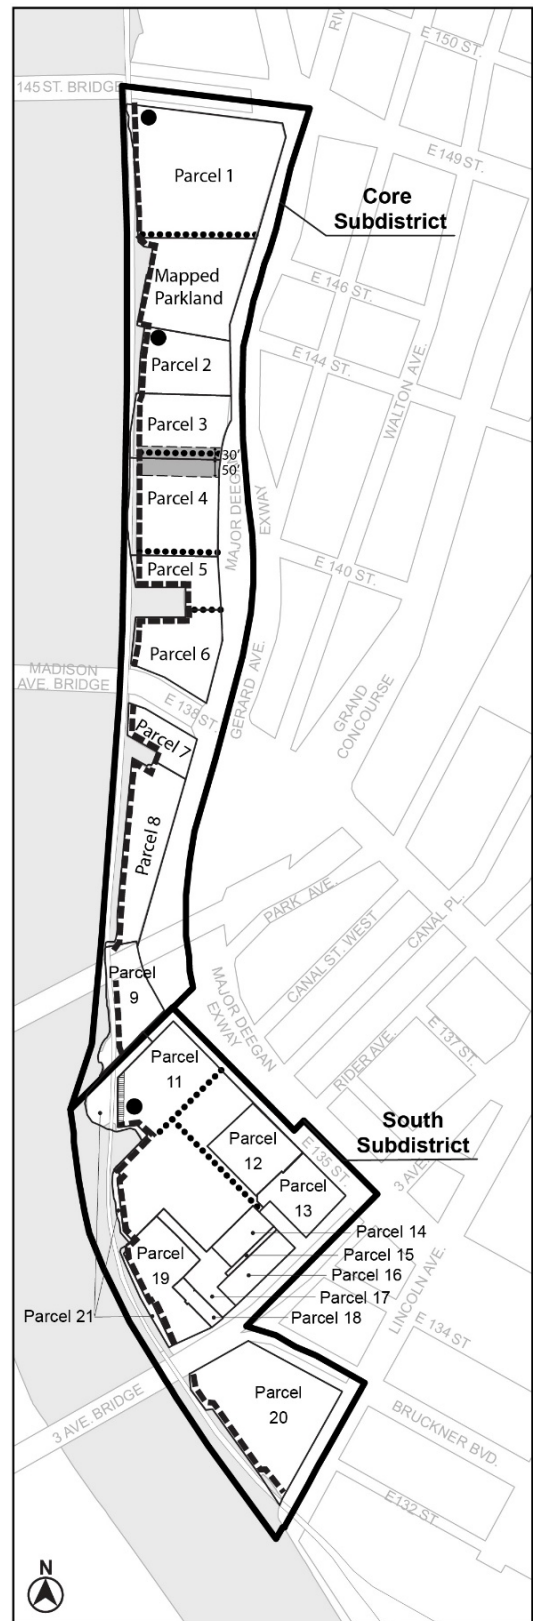 RIV
E 150 ST.
145 ST. BRIDGE
E 149 ST.
Parcel 1
Core
Subdistrict
Mapped
Parkland
E 146 ST.
WALTON AVE.
E 144 ST.
Parcel 2
Parcel 3
30'
50'
MAJOR DEEGAN
EXWAY
Parcel 4
E 140 ST.
Parcel 5
Parcel 6
MADISON
AVE. BRIDGE
E 138 ST.
GERARD AVE.
GRAND
CONCOURSE
Parcel 7
Parcel 8
PARK AVE.
CANAL PL.
CANAL ST. WEST
Parcel
9
MAJOR DEEGAN
EXWAY
E 137 ST.
RIDER AVE.
Parcel
11
South
Subdistrict
Parcel
12
E 135 ST.
3 AVE.
Parcel
13
Parcel 14
Parcel 15
Parcel
19
Parcel 16
Parcel 17
Parcel 18
Parcel 21
LINCOLN AVE.
E 134 ST
Parcel
20
3 AVE. BRIDGE
BRUCKNER BVD.
E 132 ST
N